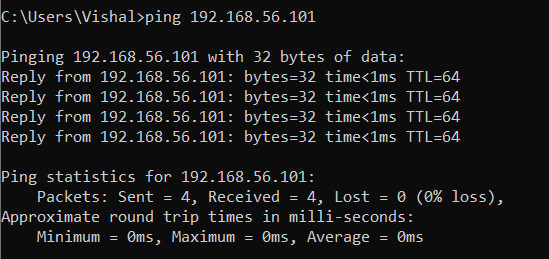 C:\Users\Vishal>ping 192.168.56.101
Pinging 192.168.56.101 with 32 bytes of data:
Reply from 192.168.56.101: bytes=32 time<1ms TTL=64
Reply from 192.168.56.101: bytes=32 time<1ms TTL=64
Reply from 192.168.56.101: bytes=32 time<1ms TTL=64
Reply from 192.168.56.101: bytes=32 time<1ms TTL=64
Ping statistics for 192.168.56.101:
Packets: Sent = 4, Received = 4, Lost = 0 (0% loss),
Approximate round trip times in milli-seconds:
Minimum = 0ms, Maximum = 0ms, Average = 0ms